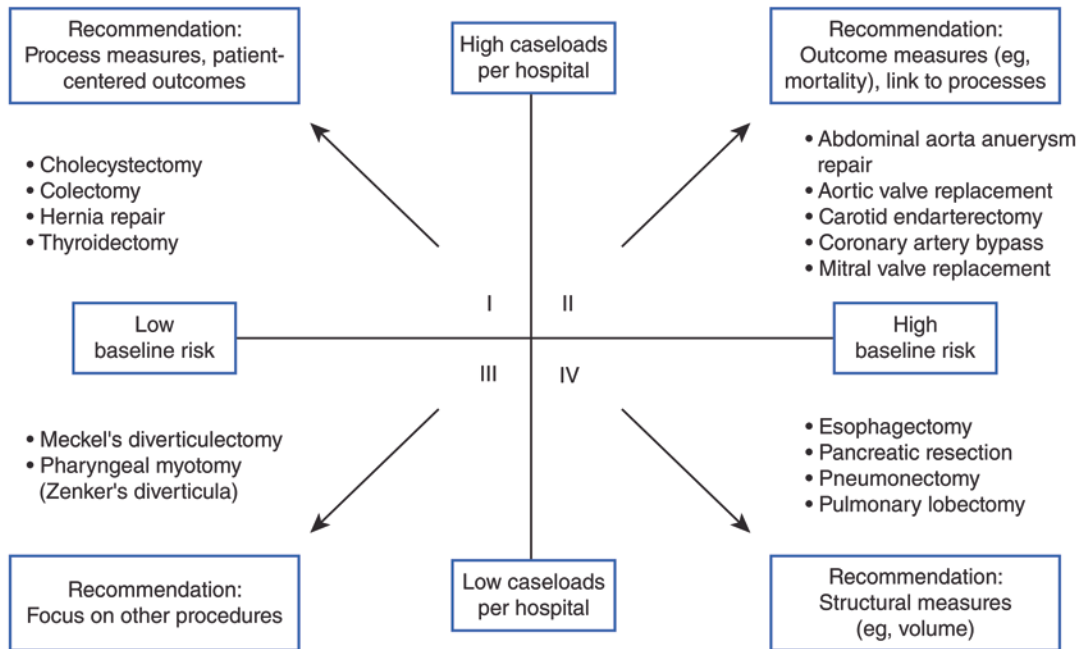 Recommendation:
Process measures, patient-
centered outcomes
High caseloads
per hospital
Recommendation:
Outcome measures (eg,
mortality), link to processes
• Cholecystectomy
• Colectomy
• Hernia repair
• Thyroidectomy
• Abdominal aorta anuerysm
repair
• Aortic valve replacement
• Carotid endarterectomy
• Coronary artery bypass
• Mitral valve replacement
I
II
Low
baseline risk
High
baseline risk
III
IV
• Meckel's diverticulectomy
• Pharyngeal myotomy
(Zenker's diverticula)
• Esophagectomy
• Pancreatic resection
• Pneumonectomy
• Pulmonary lobectomy
Recommendation:
Focus on other procedures
Low caseloads
per hospital
Recommendation:
Structural measures
(eg, volume)